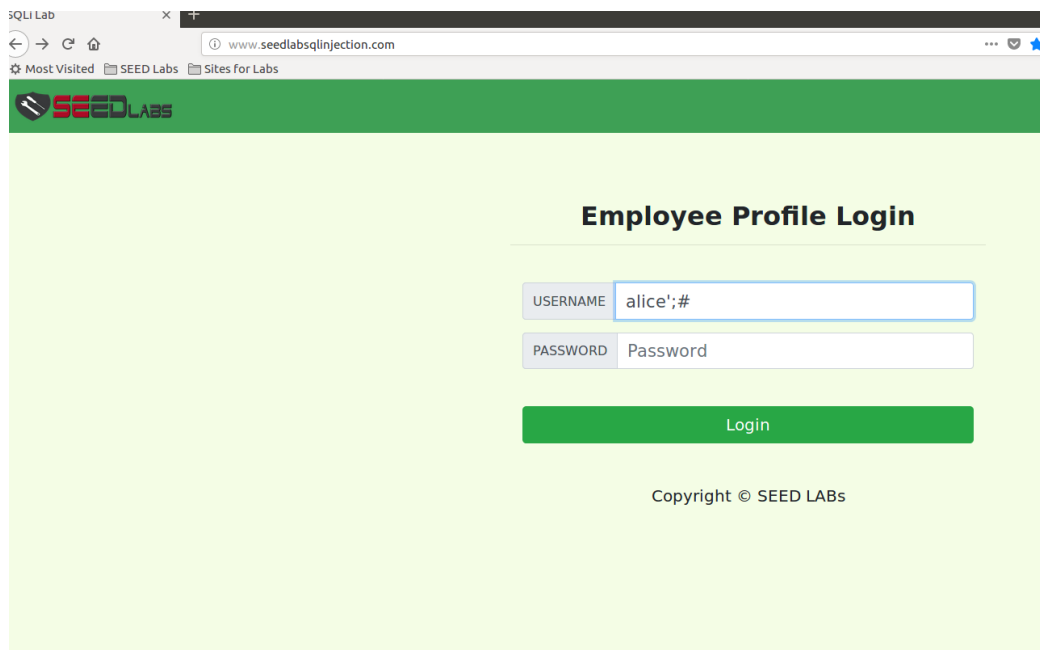 SQLi Lab × +
www.seedlabsqlinjection.com ...
Most Visited SEED Labs Sites for Labs
SEEDLABS
Employee Profile Login
USERNAME alice';#
PASSWORD Password
Login
Copyright © SEED LABs